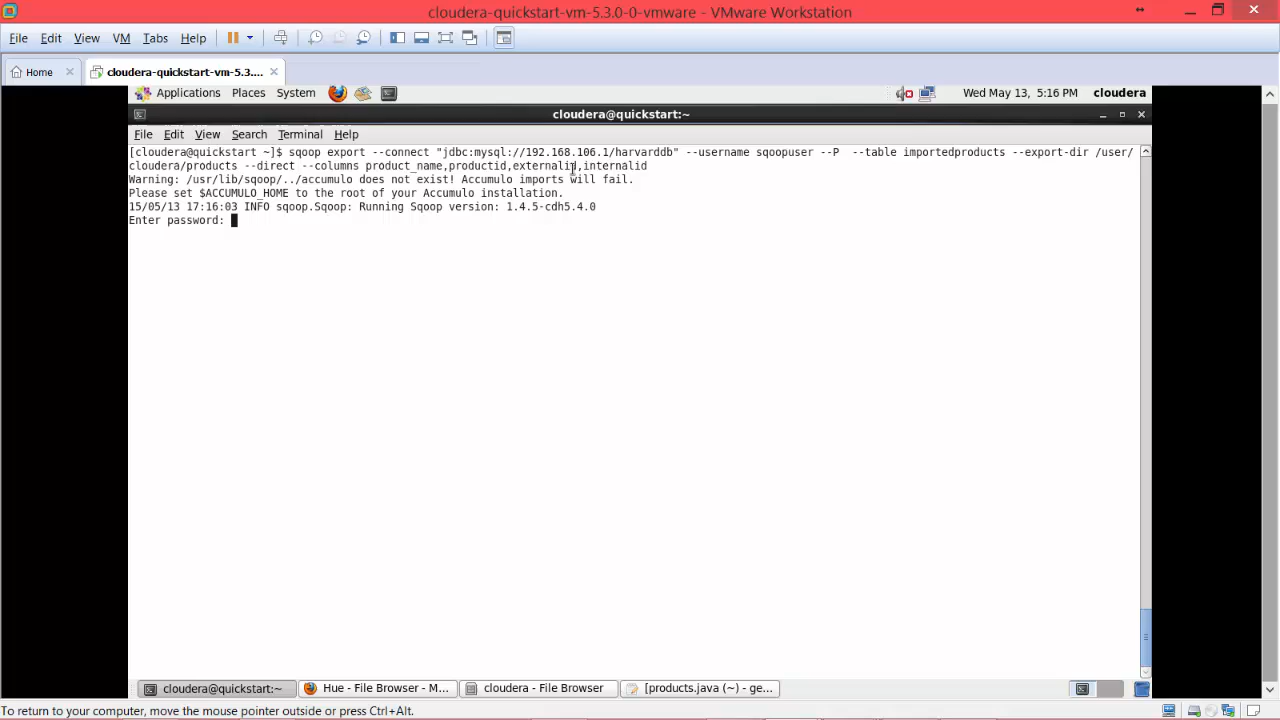 cloudera-quickstart-vm-5.3.0-0-vmware - VMware Workstation
File Edit View VM Tabs Help
Home cloudera-quickstart-vm-5.3....
Applications Places System Wed May 13, 5:16 PM cloudera
cloudera@quickstart:~
File Edit View Search Terminal Help
[cloudera@quickstart ~]$ sqoop export --connect "jdbc:mysql://192.168.106.1/harvarddb" --username sqoopuser --P --table importedproducts --export-dir /user/
cloudera/products --direct --columns product_name,productid,externalid,internalid
Warning: /usr/lib/sqoop/../accumulo does not exist! Accumulo imports will fail.
Please set $ACCUMULO_HOME to the root of your Accumulo installation.
15/05/13 17:16:03 INFO sqoop.Sqoop: Running Sqoop version: 1.4.5-cdh5.4.0
Enter password:
cloudera@quickstart:~ Hue - File Browser - M... cloudera - File Browser [products.java (~) - ge...
To return to your computer, move the mouse pointer outside or press Ctrl+Alt.